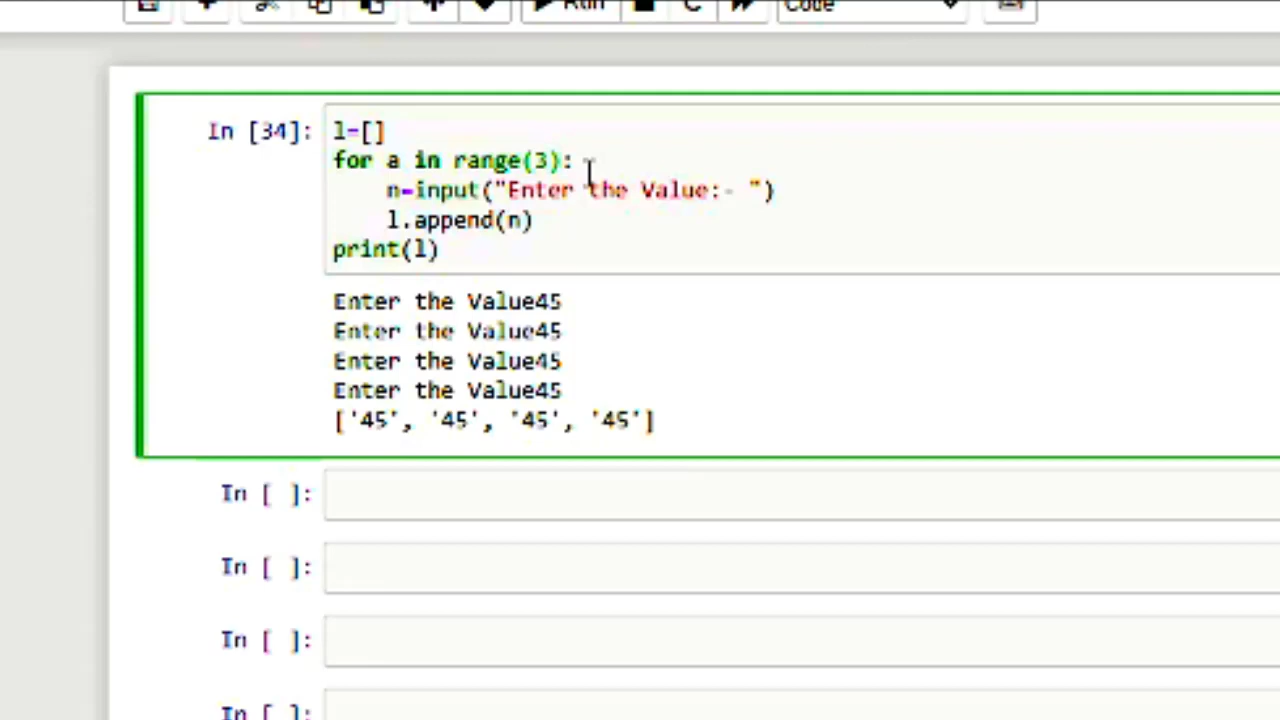 Run Code
In [34]: l=[]
for a in range(3):
n=input("Enter the Value:- ")
l.append(n)
print(l)
Enter the Value45
Enter the Value45
Enter the Value45
Enter the Value45
['45', '45', '45', '45']
In [ ]:
In [ ]:
In [ ]:
In [ ]: